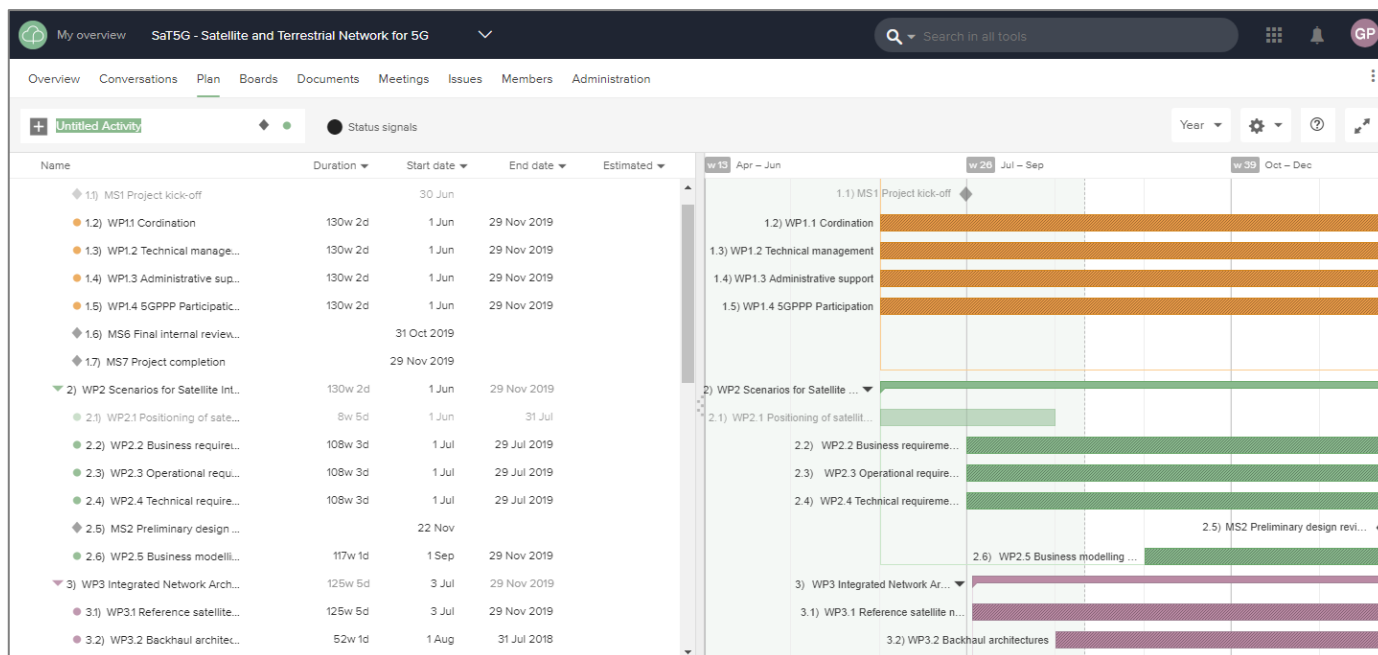 My overview SaT5G - Satellite and Terrestrial Network for 5G Search in all tools GP
Overview Conversations Plan Boards Documents Meetings Issues Members Administration
Untitled Activity Status signals Year
Name Duration Start date End date Estimated w 13 Apr – Jun w 26 Jul – Sep w 39 Oct – Dec
1.1) MS1 Project kick-off 30 Jun 1.1) MS1 Project kick-off
1.2) WP1.1 Cordination 130w 2d 1 Jun 29 Nov 2019 1.2) WP1.1 Cordination
1.3) WP1.2 Technical manage... 130w 2d 1 Jun 29 Nov 2019 1.3) WP1.2 Technical management
1.4) WP1.3 Administrative sup... 130w 2d 1 Jun 29 Nov 2019 1.4) WP1.3 Administrative support
1.5) WP1.4 5GPPP Participatic... 130w 2d 1 Jun 29 Nov 2019 1.5) WP1.4 5GPPP Participation
1.6) MS6 Final internal review... 31 Oct 2019
1.7) MS7 Project completion 29 Nov 2019
2) WP2 Scenarios for Satellite Int... 130w 2d 1 Jun 29 Nov 2019 2) WP2 Scenarios for Satellite ...
2.1) WP2.1 Positioning of sate... 8w 5d 1 Jun 31 Jul 2.1) WP2.1 Positioning of satellit...
2.2) WP2.2 Business requirei... 108w 3d 1 Jul 29 Jul 2019 2.2) WP2.2 Business requireme...
2.3) WP2.3 Operational requ... 108w 3d 1 Jul 29 Jul 2019 2.3) WP2.3 Operational require...
2.4) WP2.4 Technical require... 108w 3d 1 Jul 29 Jul 2019 2.4) WP2.4 Technical requireme...
2.5) MS2 Preliminary design ... 22 Nov 2.5) MS2 Preliminary design revi...
2.6) WP2.5 Business modelli... 117w 1d 1 Sep 29 Nov 2019 2.6) WP2.5 Business modelling ...
3) WP3 Integrated Network Arch... 125w 5d 3 Jul 29 Nov 2019 3) WP3 Integrated Network Ar...
3.1) WP3.1 Reference satellite... 125w 5d 3 Jul 29 Nov 2019 3.1) WP3.1 Reference satellite n...
3.2) WP3.2 Backhaul architec... 52w 1d 1 Aug 31 Jul 2018 3.2) WP3.2 Backhaul architectures